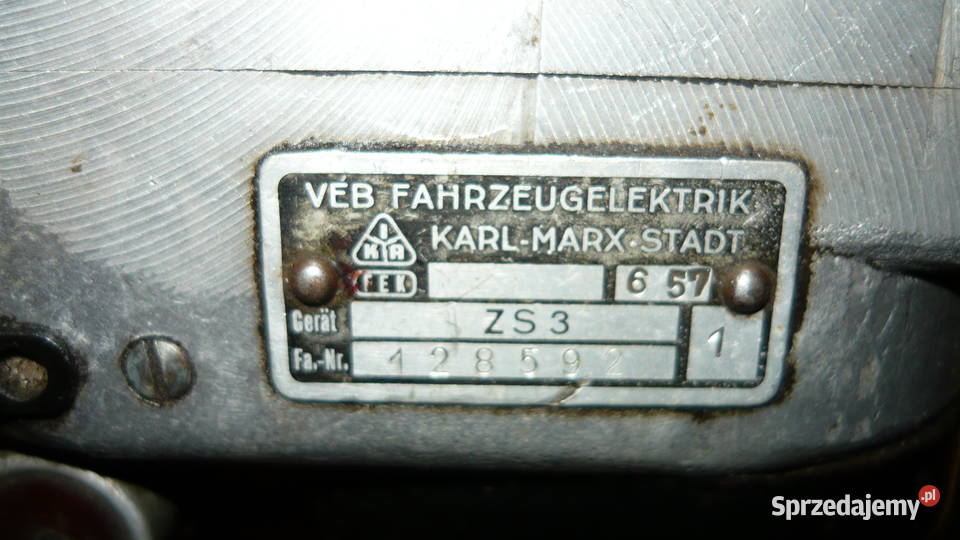 VEB FAHRZEUGELEKTRIK
IKA KARL-MARX-STADT
FEK 6 57
Gerät ZS3 1
Fa.-Nr. 128592
Sprzedajemy.pl